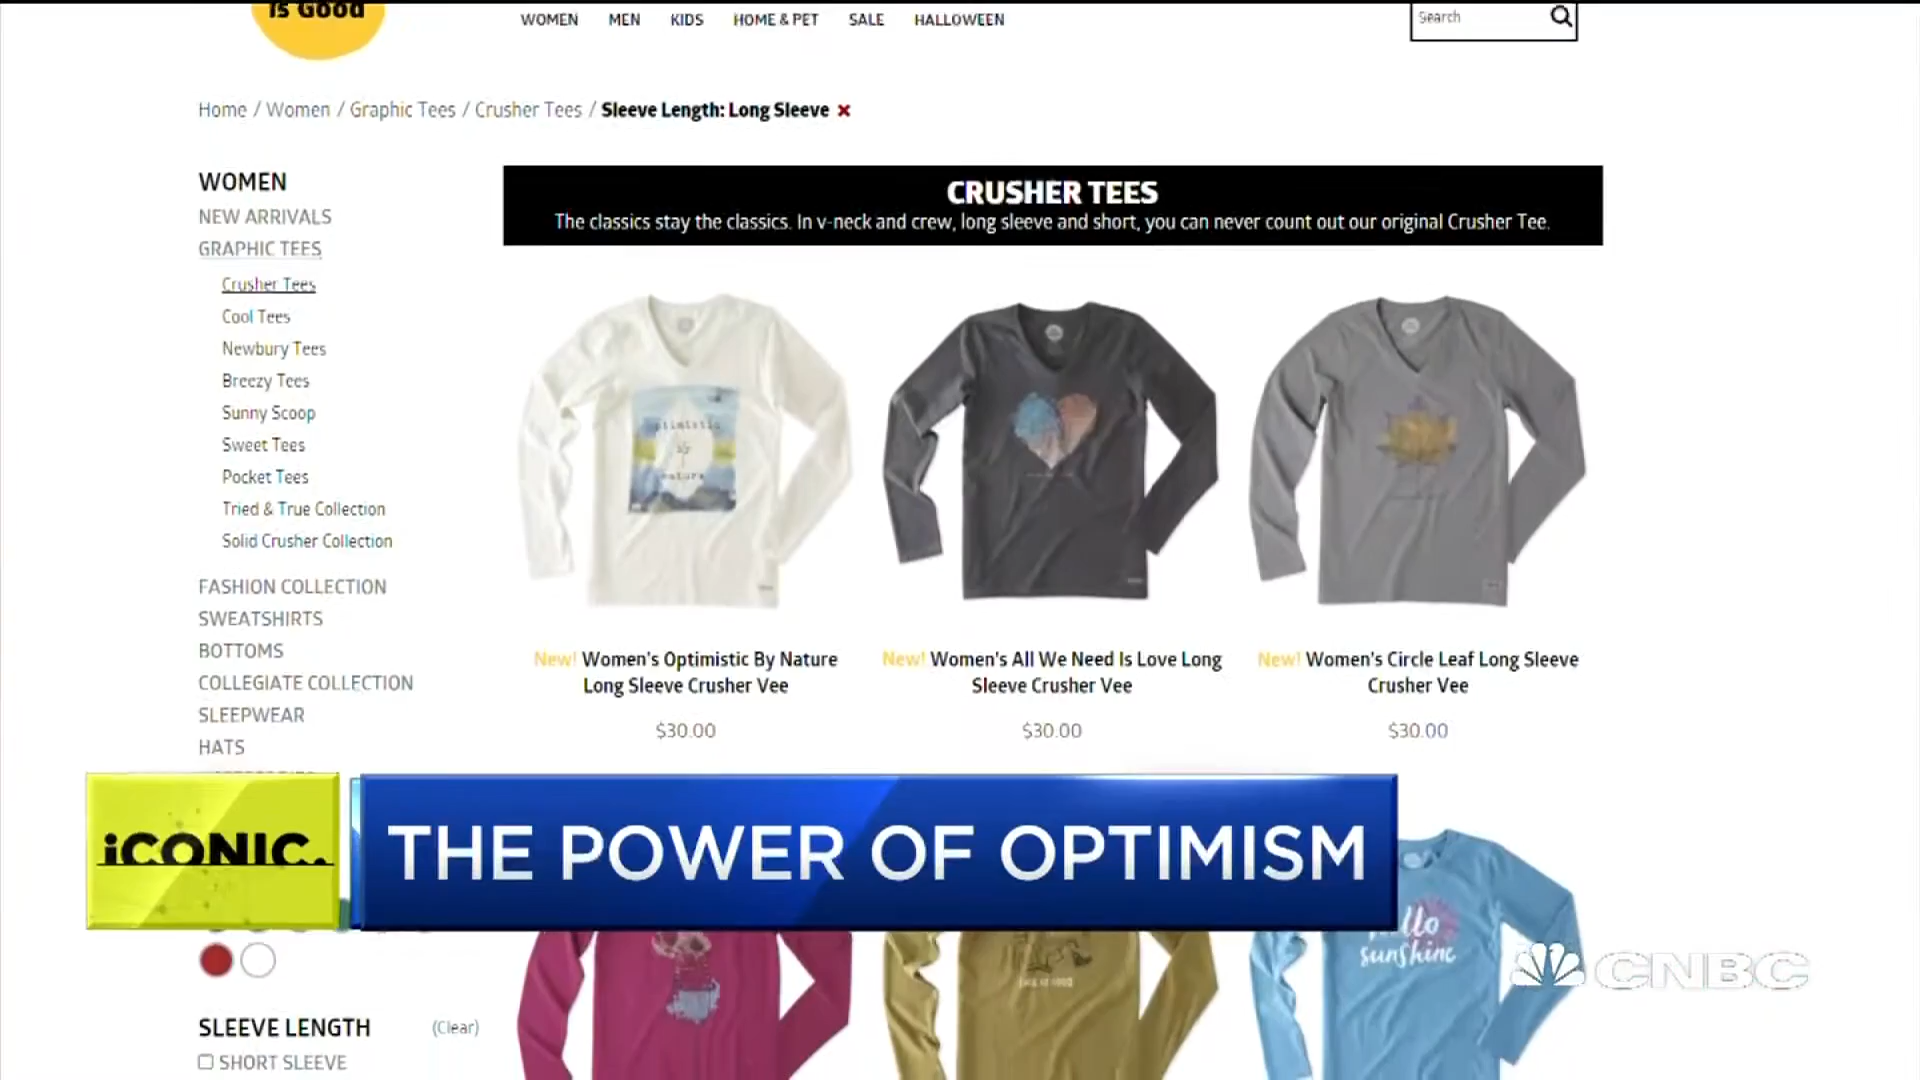 is Good
WOMEN MEN KIDS HOME & PET SALE HALLOWEEN
Search
Home / Women / Graphic Tees / Crusher Tees / Sleeve Length: Long Sleeve ×
WOMEN
NEW ARRIVALS
GRAPHIC TEES
Crusher Tees
Cool Tees
Newbury Tees
Breezy Tees
Sunny Scoop
Sweet Tees
Pocket Tees
Tried & True Collection
Solid Crusher Collection
FASHION COLLECTION
SWEATSHIRTS
BOTTOMS
COLLEGIATE COLLECTION
SLEEPWEAR
HATS
SLEEVE LENGTH (Clear)
SHORT SLEEVE
CRUSHER TEES
The classics stay the classics. In v-neck and crew, long sleeve and short, you can never count out our original Crusher Tee.
optimistic
by
nature
New! Women's Optimistic By Nature
Long Sleeve Crusher Vee
$30.00
New! Women's All We Need Is Love Long
Sleeve Crusher Vee
$30.00
New! Women's Circle Leaf Long Sleeve
Crusher Vee
$30.00
iCONIC.
THE POWER OF OPTIMISM
hello
sunshine
CNBC